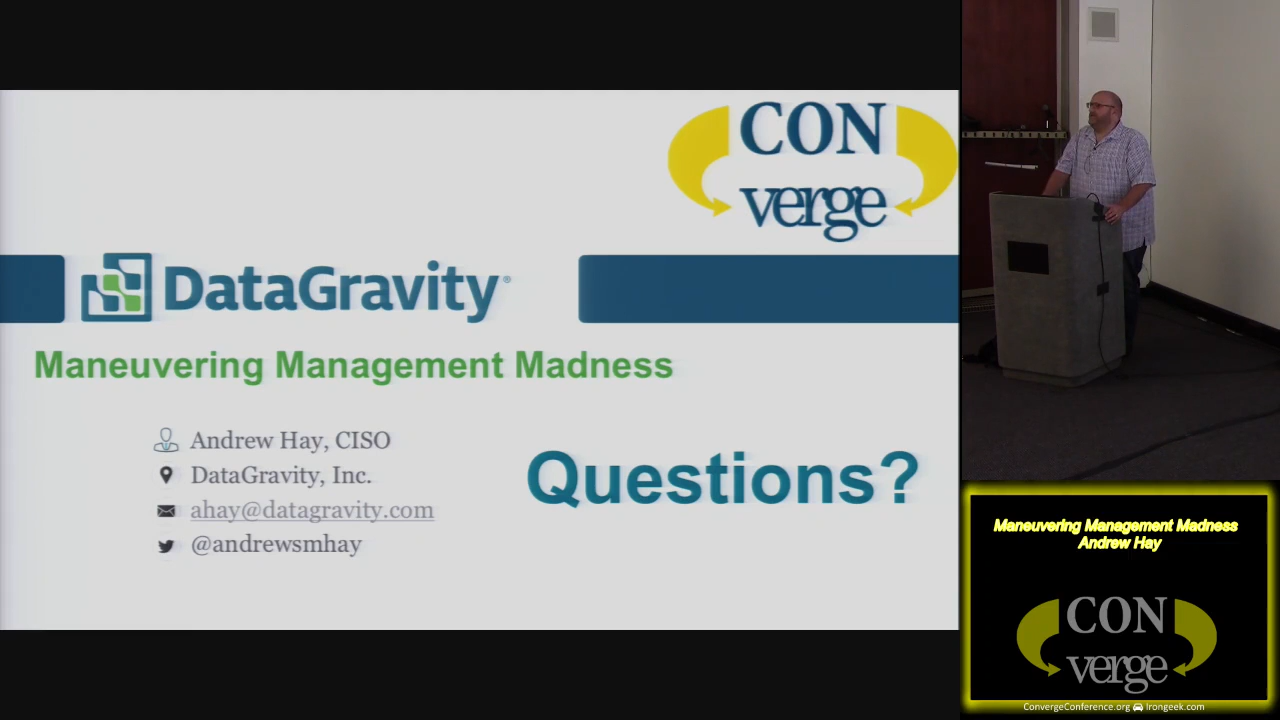 CON
verge
DataGravity®
Maneuvering Management Madness
Andrew Hay, CISO
DataGravity, Inc.
ahay@datagravity.com
@andrewsmhay
Questions?
Maneuvering Management Madness
Andrew Hay
CON
verge
ConvergeConference.org Irongeek.com